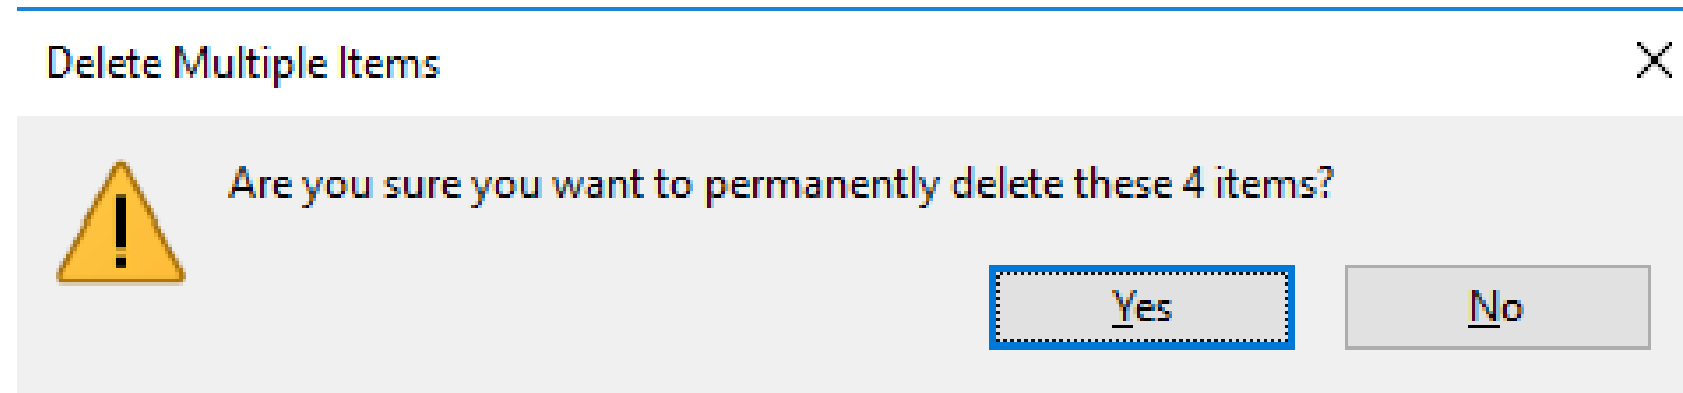 Delete Multiple Items
Are you sure you want to permanently delete these 4 items?
Yes
No